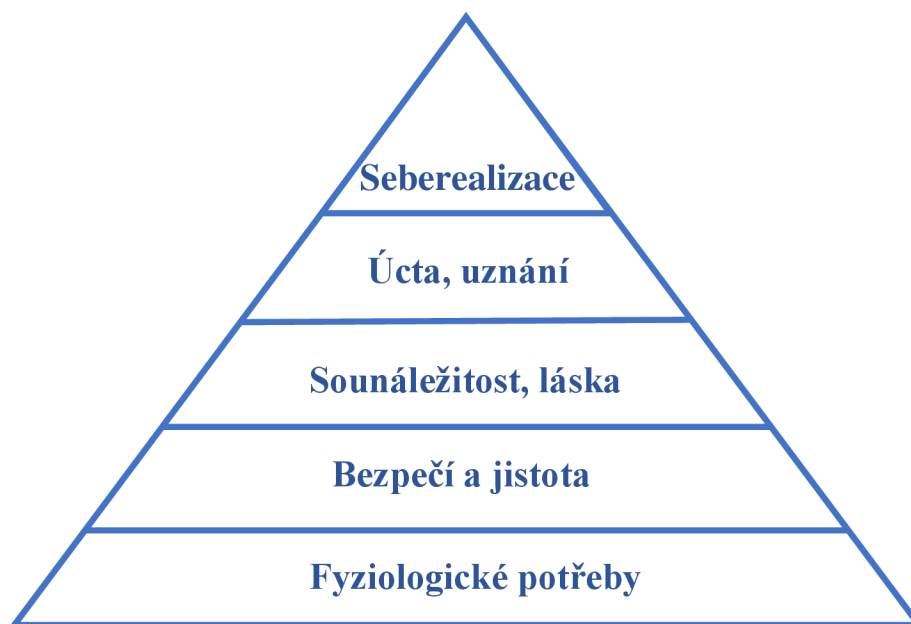 Seberealizace
Úcta, uznání
Sounáležitost, láska
Bezpečí a jistota
Fyziologické potřeby